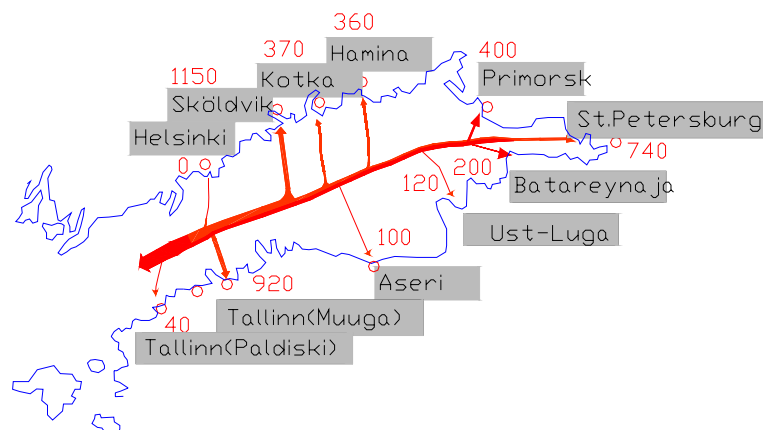 360
370
Hamina
400
1150
Kotka
Primorsk
Sköldvik
St.Petersburg
Helsinki
740
0
200
120
Batareynaja
Ust-Luga
100
920
Aseri
Tallinn(Muuga)
40
Tallinn(Paldiski)